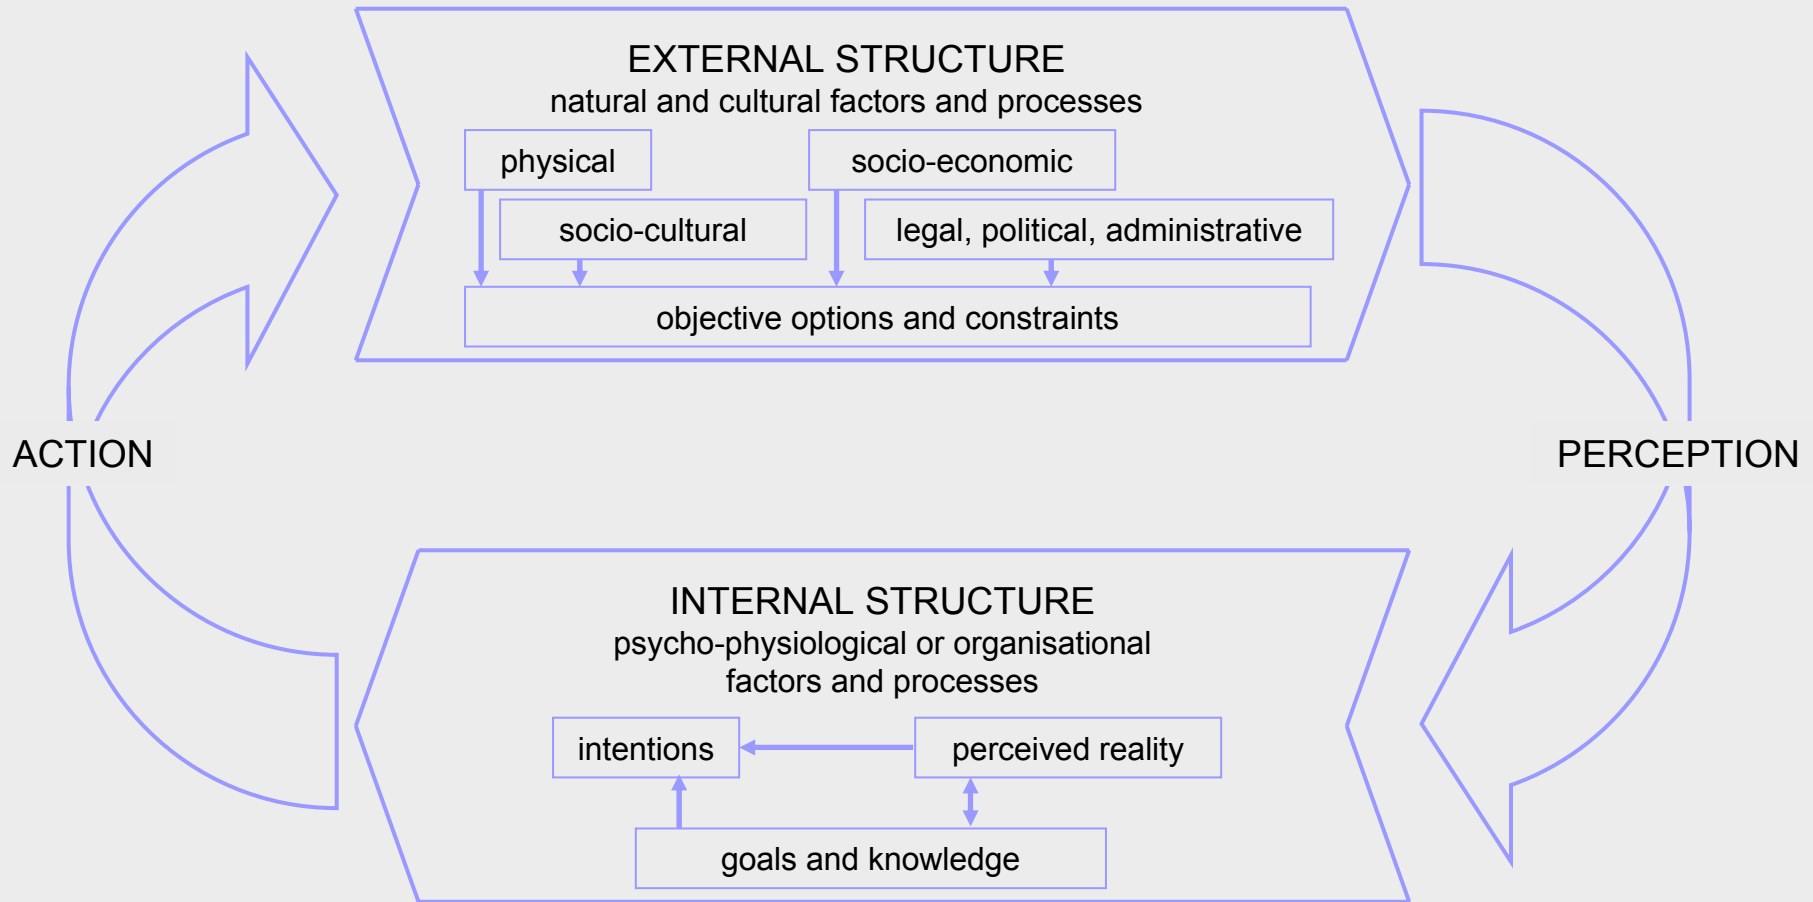 EXTERNAL STRUCTURE
natural and cultural factors and processes
physical
socio-economic
socio-cultural
legal, political, administrative
objective options and constraints
ACTION
PERCEPTION
INTERNAL STRUCTURE
psycho-physiological or organisational
factors and processes
intentions
perceived reality
goals and knowledge